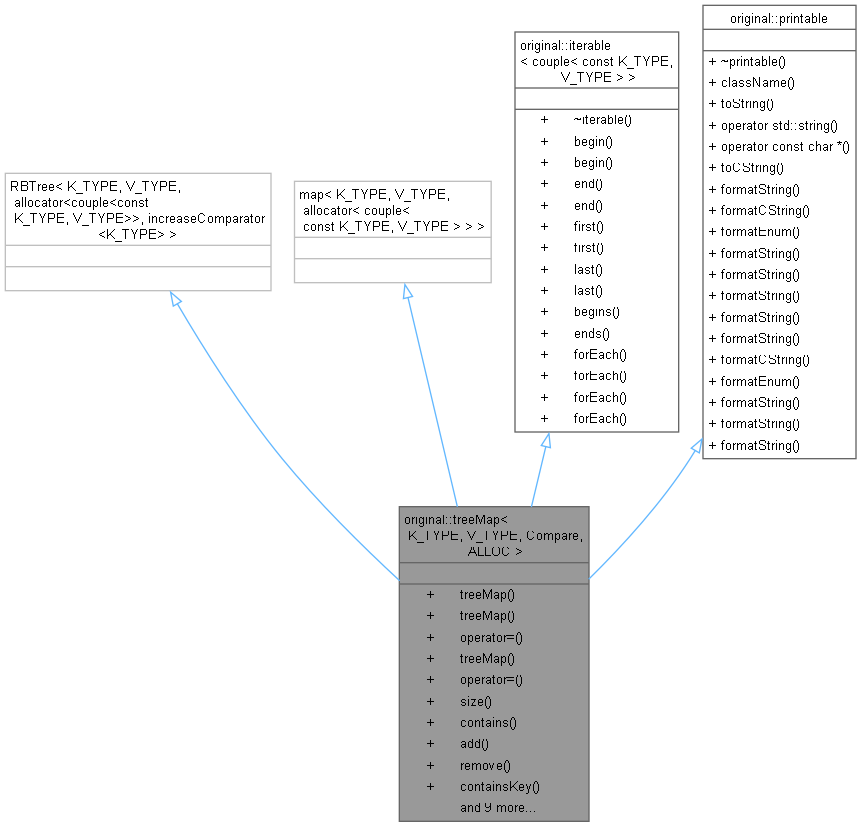 original::printable
+ ~printable()
+ className()
+ toString()
+ operator std::string()
+ operator const char *()
+ toCString()
+ formatString()
+ formatCString()
+ formatEnum()
+ formatString()
+ formatString()
+ formatString()
+ formatString()
+ formatString()
+ formatCString()
+ formatEnum()
+ formatString()
+ formatString()
+ formatString()
original::iterable
< couple< const K_TYPE,
V_TYPE > >
+ ~iterable()
+ begin()
+ begin()
+ end()
+ end()
+ first()
+ first()
+ last()
+ last()
+ begins()
+ ends()
+ forEach()
+ forEach()
+ forEach()
+ forEach()
RBTree< K_TYPE, V_TYPE,
allocator<couple<const
K_TYPE, V_TYPE>>, increaseComparator
<K_TYPE> >
map< K_TYPE, V_TYPE,
allocator< couple<
const K_TYPE, V_TYPE > > >
original::treeMap<
K_TYPE, V_TYPE, Compare,
ALLOC >
+ treeMap()
+ treeMap()
+ operator=()
+ treeMap()
+ operator=()
+ size()
+ contains()
+ add()
+ remove()
+ containsKey()
and 9 more...